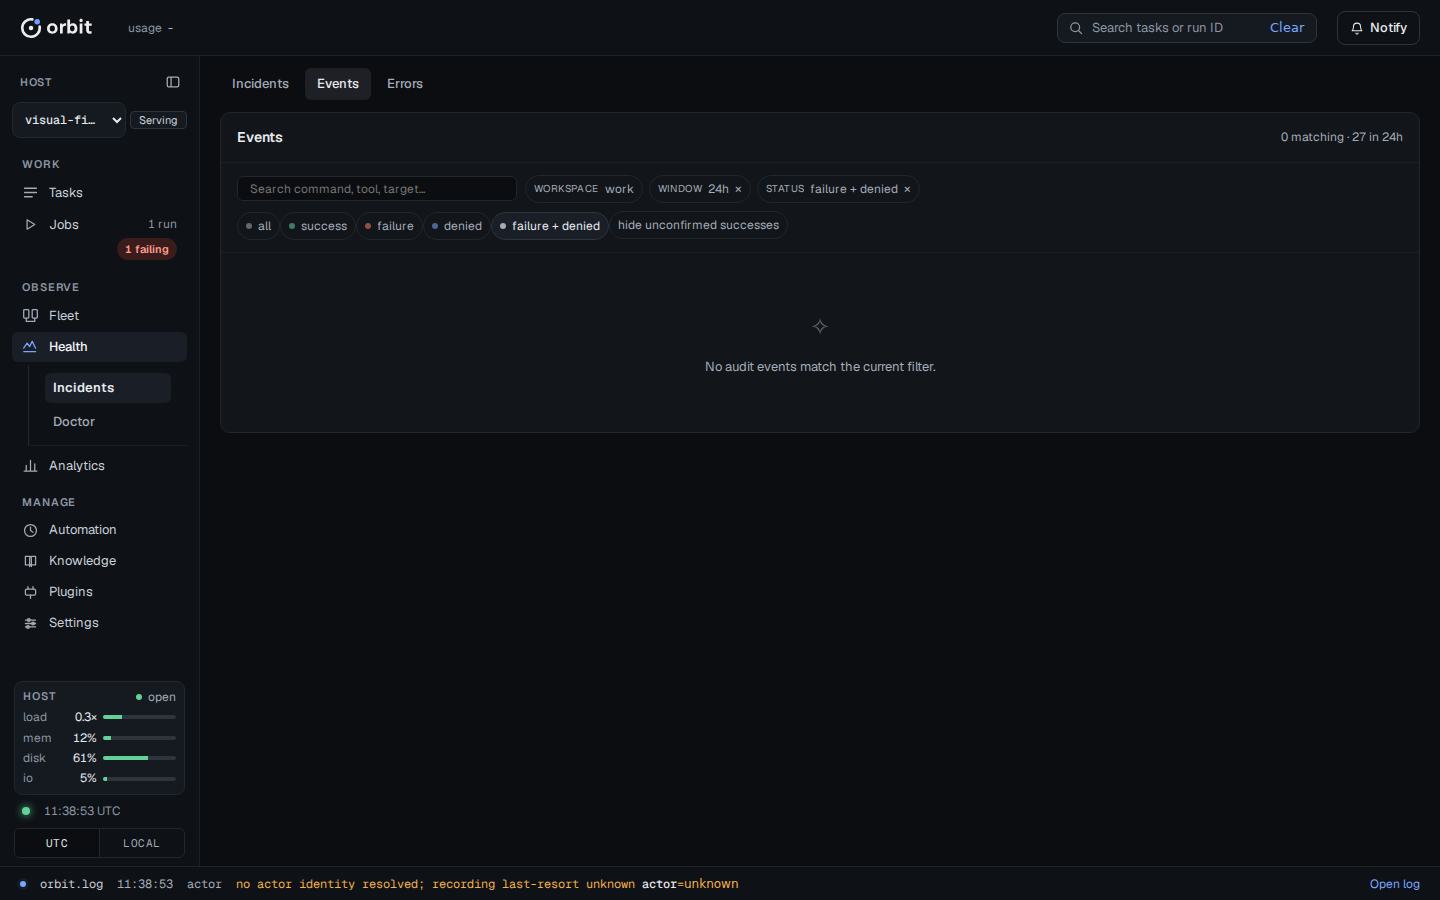 orbit
usage -
Search tasks or run ID
Clear
Notify
HOST
visual-fi…
Serving
WORK
Tasks
Jobs
1 run
1 failing
OBSERVE
Fleet
Health
Incidents
Doctor
Analytics
MANAGE
Automation
Knowledge
Plugins
Settings
HOST
open
load 0.3×
mem 12%
disk 61%
io 5%
11:38:53 UTC
UTC
LOCAL
Incidents
Events
Errors
Events
0 matching · 27 in 24h
Search command, tool, target…
WORKSPACE work
WINDOW 24h ×
STATUS failure + denied ×
all
success
failure
denied
failure + denied
hide unconfirmed successes
No audit events match the current filter.
orbit.log 11:38:53 actor no actor identity resolved; recording last-resort unknown actor=unknown
Open log